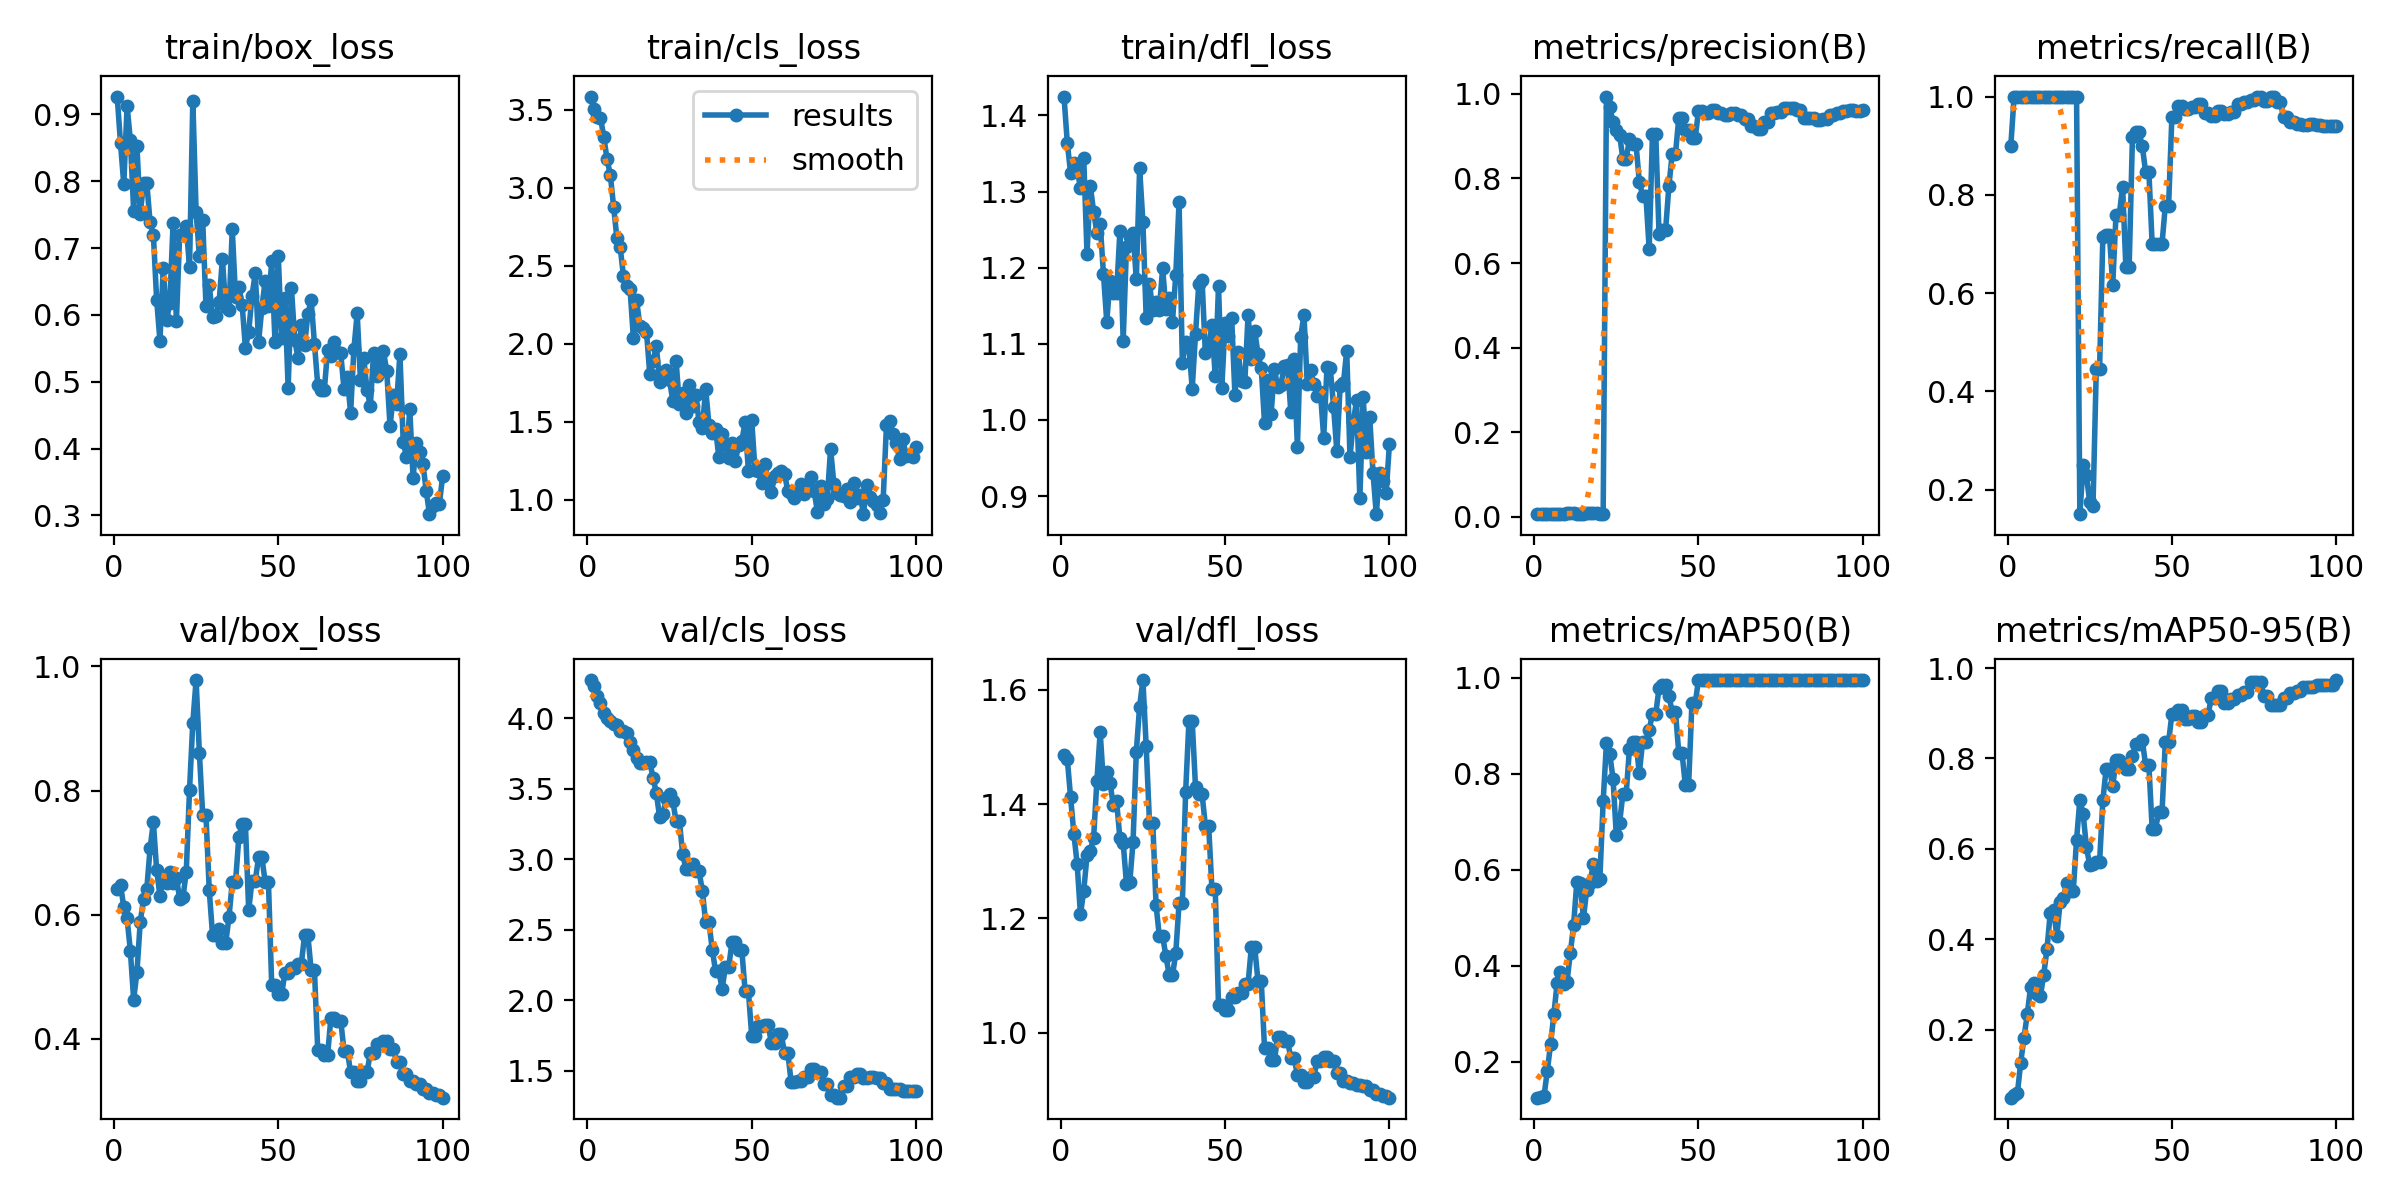 train/box_loss
0.9
0.8
0.7
0.6
0.5
0.4
0.3
0 50 100
train/cls_loss
results
smooth
3.5
3.0
2.5
2.0
1.5
1.0
0 50 100
train/dfl_loss
1.4
1.3
1.2
1.1
1.0
0.9
0 50 100
metrics/precision(B)
1.0
0.8
0.6
0.4
0.2
0.0
0 50 100
metrics/recall(B)
1.0
0.8
0.6
0.4
0.2
0 50 100
val/box_loss
1.0
0.8
0.6
0.4
0 50 100
val/cls_loss
4.0
3.5
3.0
2.5
2.0
1.5
0 50 100
val/dfl_loss
1.6
1.4
1.2
1.0
0 50 100
metrics/mAP50(B)
1.0
0.8
0.6
0.4
0.2
0 50 100
metrics/mAP50-95(B)
1.0
0.8
0.6
0.4
0.2
0 50 100